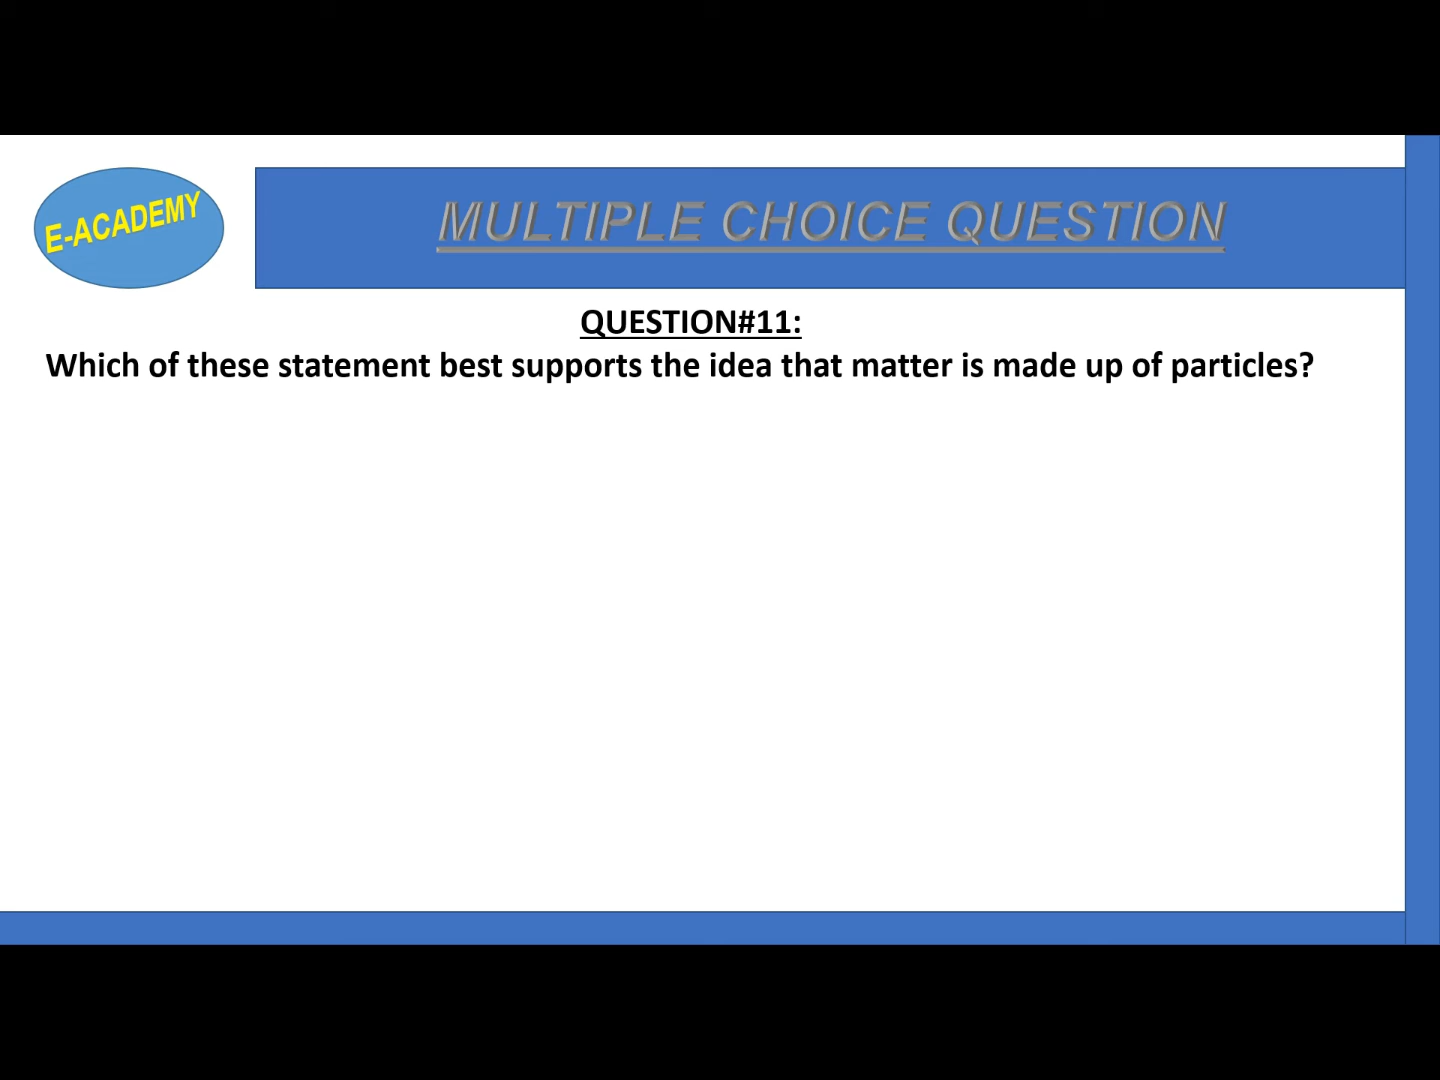 E-ACADEMY
MULTIPLE CHOICE QUESTION
QUESTION#11:
Which of these statement best supports the idea that matter is made up of particles?